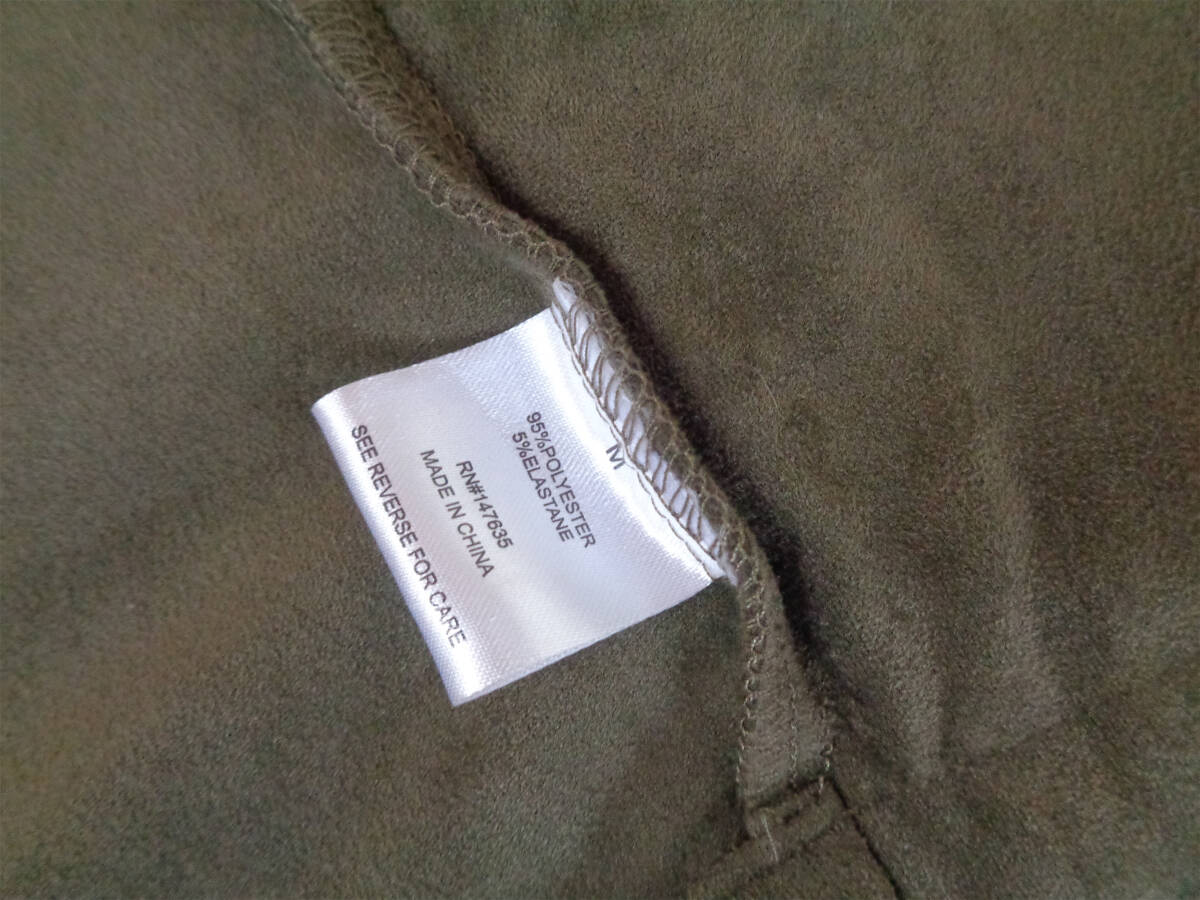 M
95%POLYESTER
5%ELASTANE
RN#147635
MADE IN CHINA
SEE REVERSE FOR CARE